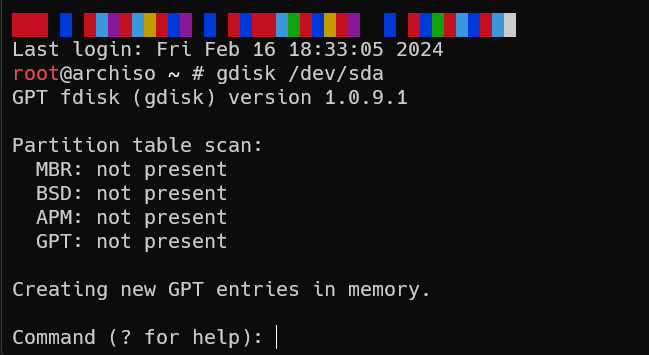 Last login: Fri Feb 16 18:33:05 2024
root@archiso ~ # gdisk /dev/sda
GPT fdisk (gdisk) version 1.0.9.1
Partition table scan:
MBR: not present
BSD: not present
APM: not present
GPT: not present
Creating new GPT entries in memory.
Command (? for help):